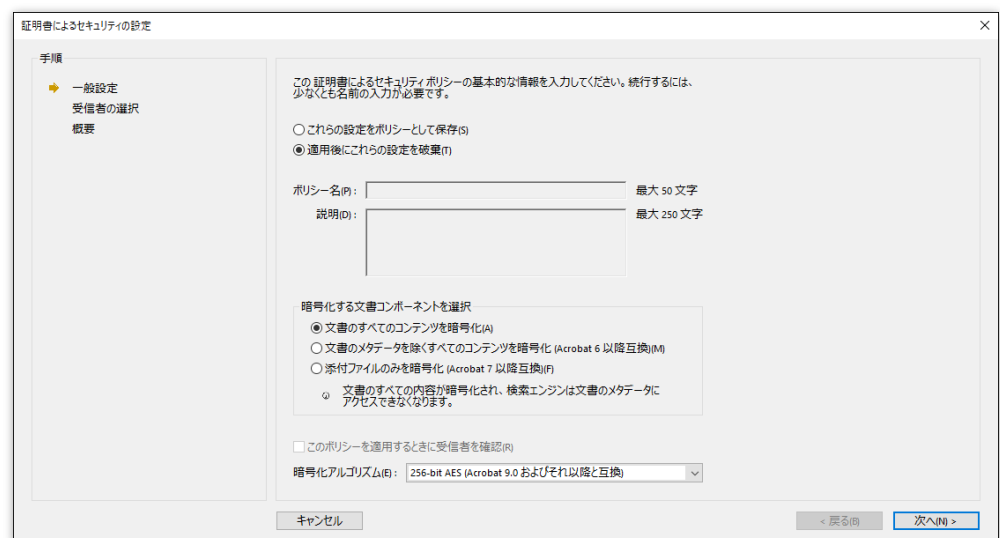 証明書によるセキュリティの設定
手順
一般設定
受信者の選択
概要
この 証明書によるセキュリティ ポリシーの基本的な情報を入力してください。続行するには、
少なくとも名前の入力が必要です。
これらの設定をポリシーとして保存(S)
適用後にこれらの設定を破棄(T)
ポリシー名(P)： 最大 50 文字
説明(D)： 最大 250 文字
暗号化する文書コンポーネントを選択
文書のすべてのコンテンツを暗号化(A)
文書のメタデータを除くすべてのコンテンツを暗号化 (Acrobat 6 以降互換)(M)
添付ファイルのみを暗号化 (Acrobat 7 以降互換)(F)
文書のすべての内容が暗号化され、検索エンジンは文書のメタデータに
アクセスできなくなります。
このポリシーを適用するときに受信者を確認(R)
暗号化アルゴリズム(E)： 256-bit AES (Acrobat 9.0 およびそれ以降と互換)
キャンセル < 戻る(B) 次へ(N) >